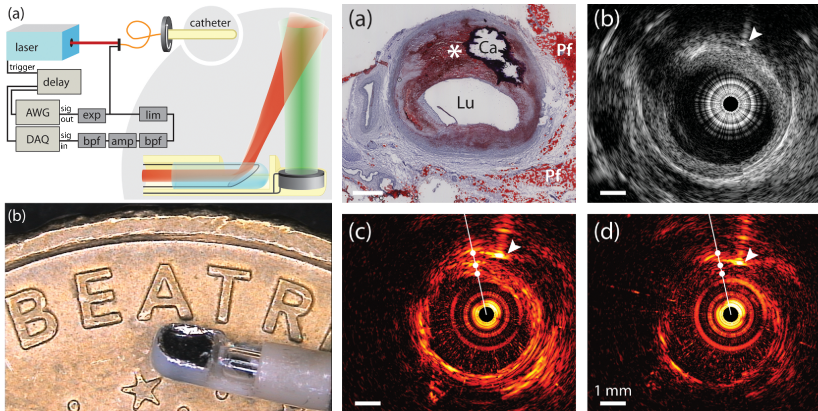 (a)
catheter
laser
trigger
delay
AWG
sig
out
exp
lim
DAQ
sig
in
bpf
amp
bpf
(b)
BEATRI
(a)
*
Ca
Pf
Lu
Pf
(b)
(c)
(d)
1 mm